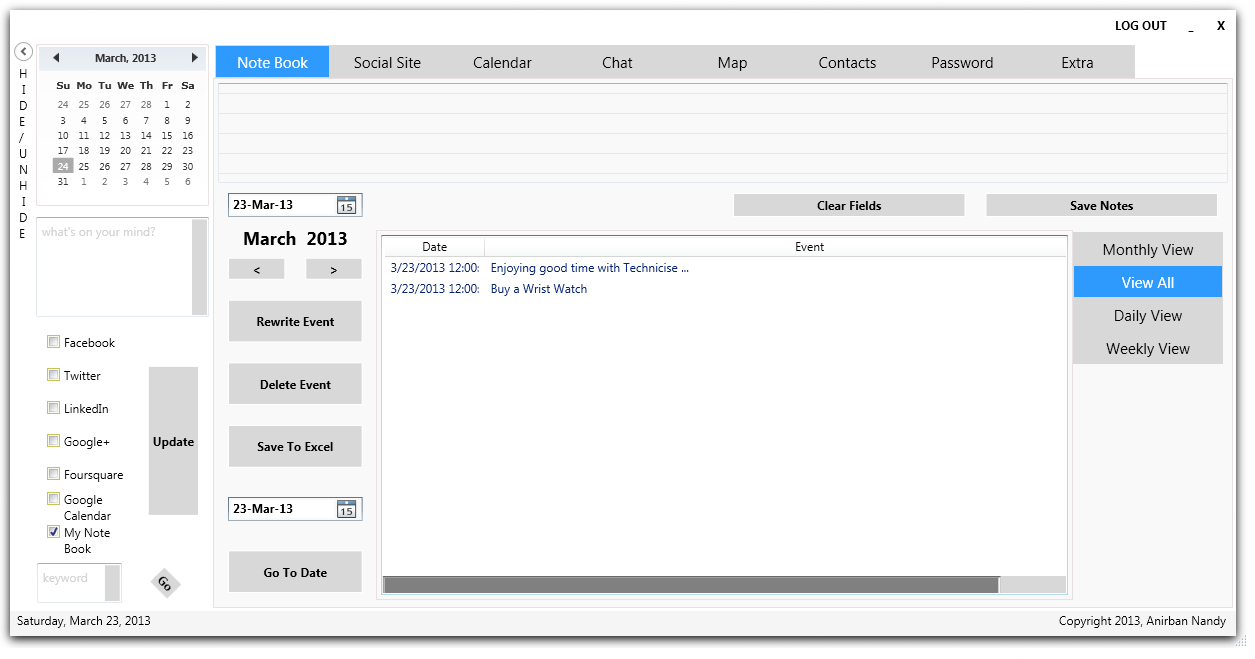 LOG OUT _ X
H
I
D
E
/
U
N
H
I
D
E
March, 2013
Su Mo Tu We Th Fr Sa
24 25 26 27 28 1 2
3 4 5 6 7 8 9
10 11 12 13 14 15 16
17 18 19 20 21 22 23
24 25 26 27 28 29 30
31 1 2 3 4 5 6
what's on your mind?
Facebook
Twitter
LinkedIn
Google+
Foursquare
Google
Calendar
My Note
Book
Update
keyword
Go
Note Book Social Site Calendar Chat Map Contacts Password Extra
23-Mar-13 15
Clear Fields Save Notes
March 2013
< >
Rewrite Event
Delete Event
Save To Excel
23-Mar-13 15
Go To Date
Date Event
3/23/2013 12:00: Enjoying good time with Technicise ...
3/23/2013 12:00: Buy a Wrist Watch
Monthly View
View All
Daily View
Weekly View
Saturday, March 23, 2013
Copyright 2013, Anirban Nandy